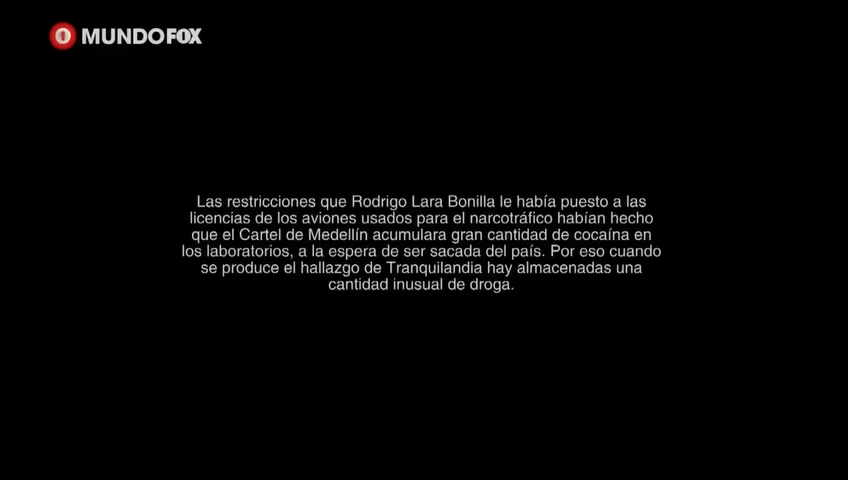 MUNDOFOX
Las restricciones que Rodrigo Lara Bonilla le había puesto a las
licencias de los aviones usados para el narcotráfico habían hecho
que el Cartel de Medellín acumulara gran cantidad de cocaína en
los laboratorios, a la espera de ser sacada del país. Por eso cuando
se produce el hallazgo de Tranquilandia hay almacenadas una
cantidad inusual de droga.